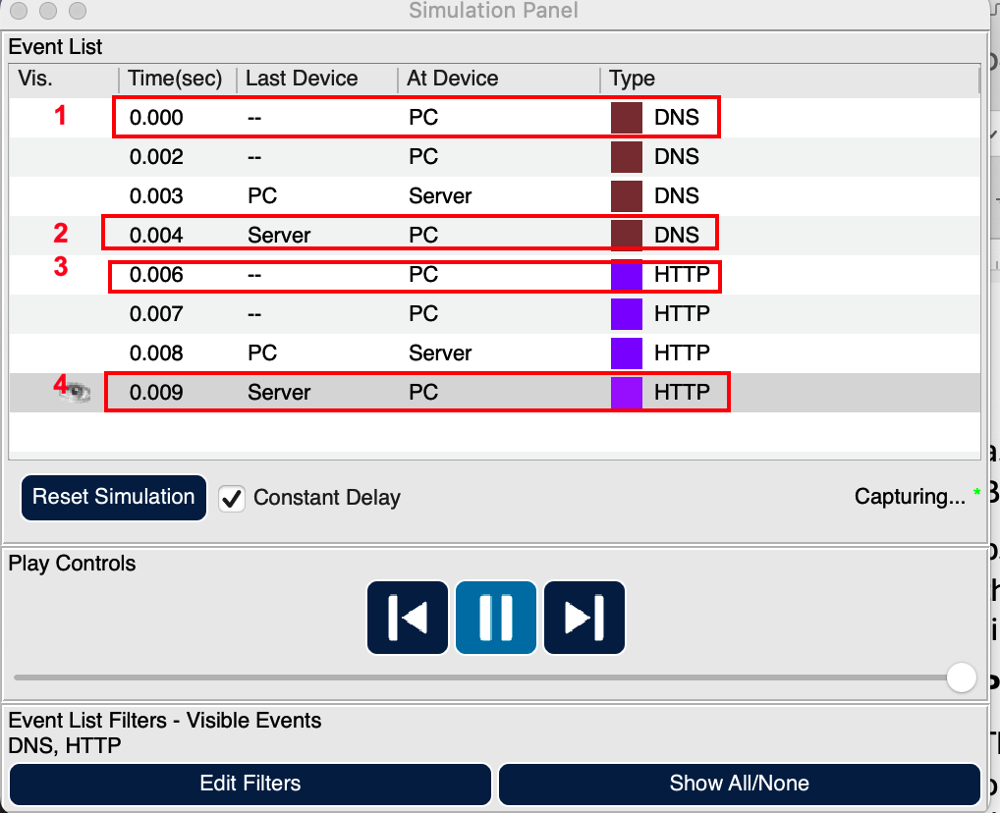 Simulation Panel
Event List
Vis. Time(sec) Last Device At Device Type
1 0.000 -- PC DNS
0.002 -- PC DNS
0.003 PC Server DNS
2 0.004 Server PC DNS
3 0.006 -- PC HTTP
0.007 -- PC HTTP
0.008 PC Server HTTP
4 0.009 Server PC HTTP
Reset Simulation Constant Delay Capturing... *
Play Controls
Event List Filters - Visible Events
DNS, HTTP
Edit Filters Show All/None